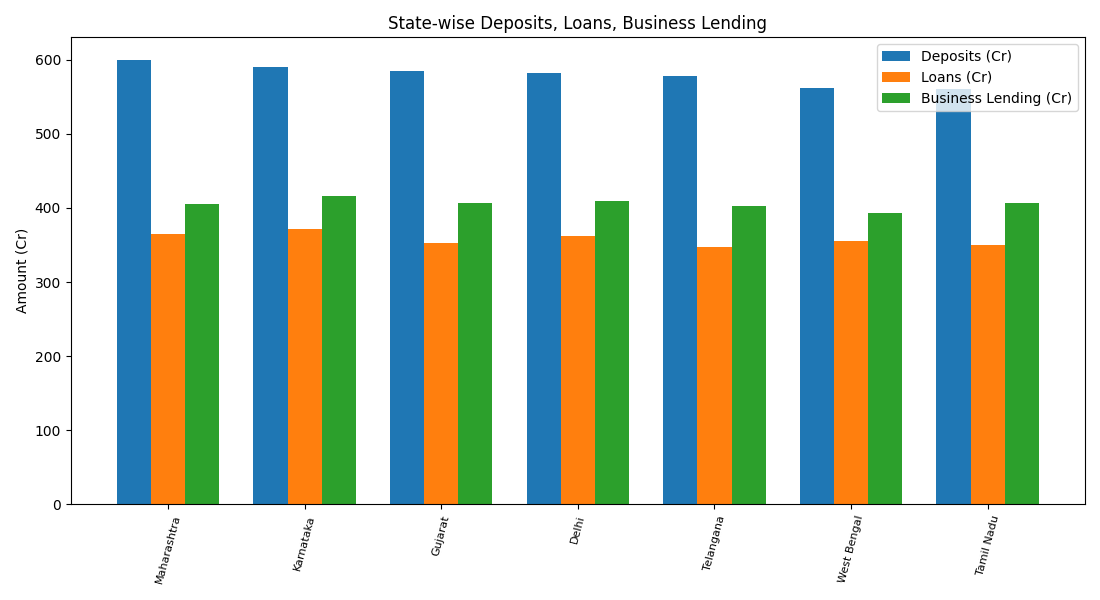 State-wise Deposits, Loans, Business Lending
Deposits (Cr)
Loans (Cr)
Business Lending (Cr)
Amount (Cr)
600
500
400
300
200
100
0
Maharashtra
Karnataka
Gujarat
Delhi
Telangana
West Bengal
Tamil Nadu